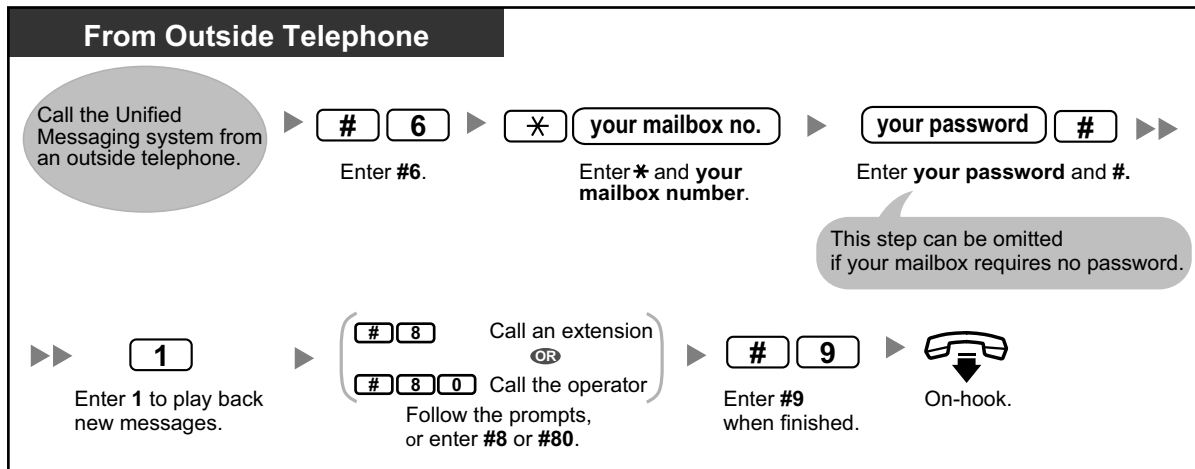 From Outside Telephone
Call the Unified
Messaging system from
an outside telephone.
# 6
Enter #6.
* your mailbox no.
Enter * and your
mailbox number.
your password #
Enter your password and #.
This step can be omitted
if your mailbox requires no password.
1
Enter 1 to play back
new messages.
# 8 Call an extension
OR
# 8 0 Call the operator
Follow the prompts,
or enter #8 or #80.
# 9
Enter #9
when finished.
On-hook.